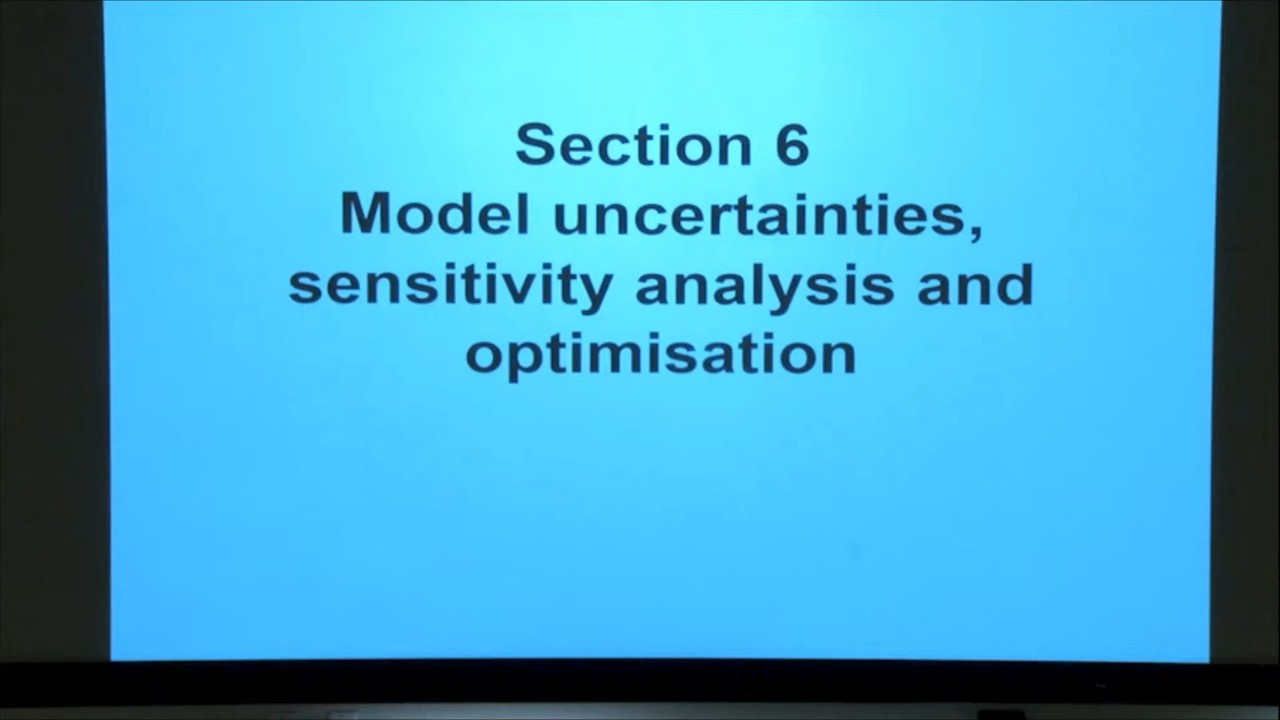 Section 6
Model uncertainties,
sensitivity analysis and
optimisation